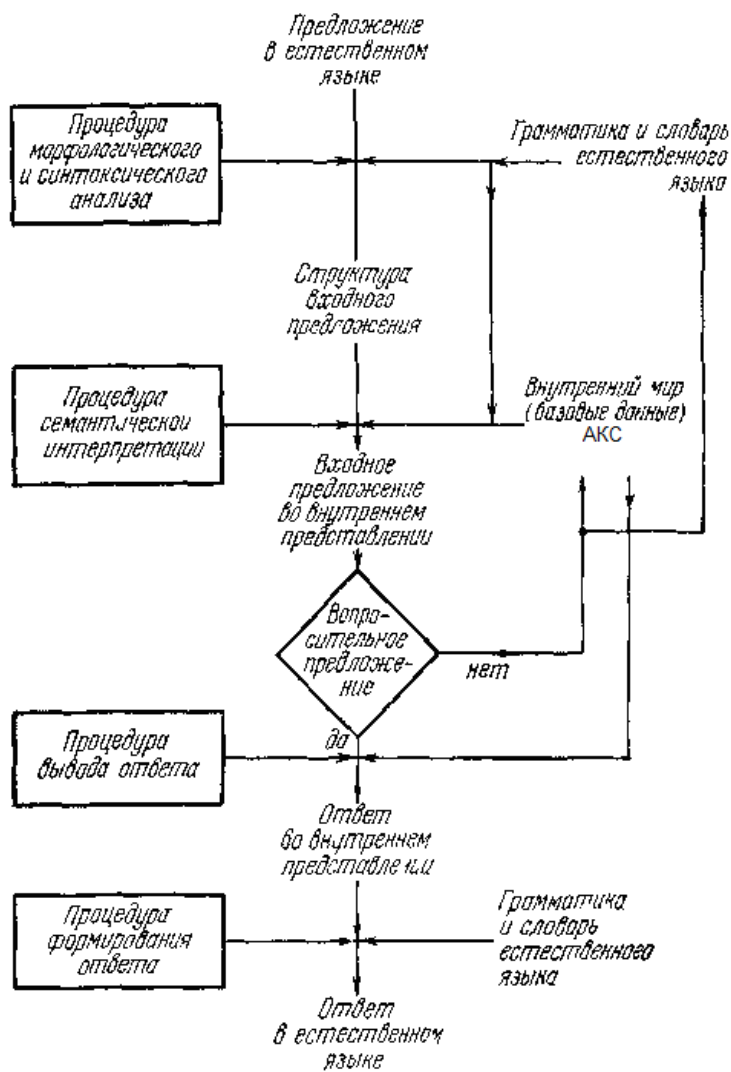 Предложение
в естественном
языке
Процедура
морфологического
и синтаксического
анализа
Грамматика и словарь
естественного
языка
Структура
входного
предложения
Процедура
семантической
интерпретации
Внутренний мир
(базовые данные)
АКС
Входное
предложение
во внутреннем
представлении
Вопро-
сительное
предложе-
ние
нет
да
Процедура
вывода ответа
Ответ
во внутреннем
представлении
Процедура
формирования
ответа
Грамматика
и словарь
естественного
языка
Ответ
в естественном
языке